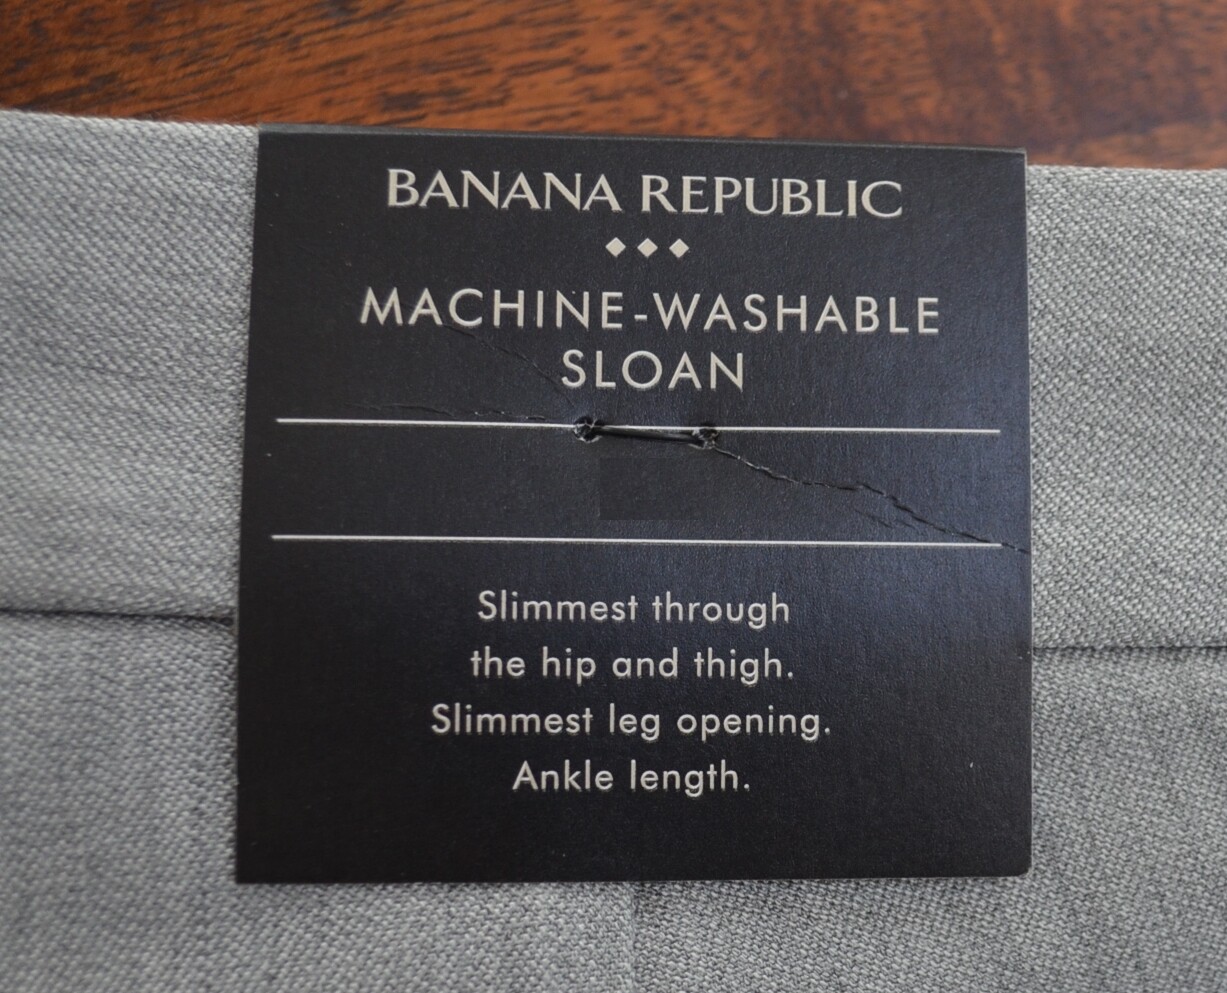 BANANA REPUBLIC
MACHINE-WASHABLE
SLOAN
Slimmest through
the hip and thigh.
Slimmest leg opening.
Ankle length.